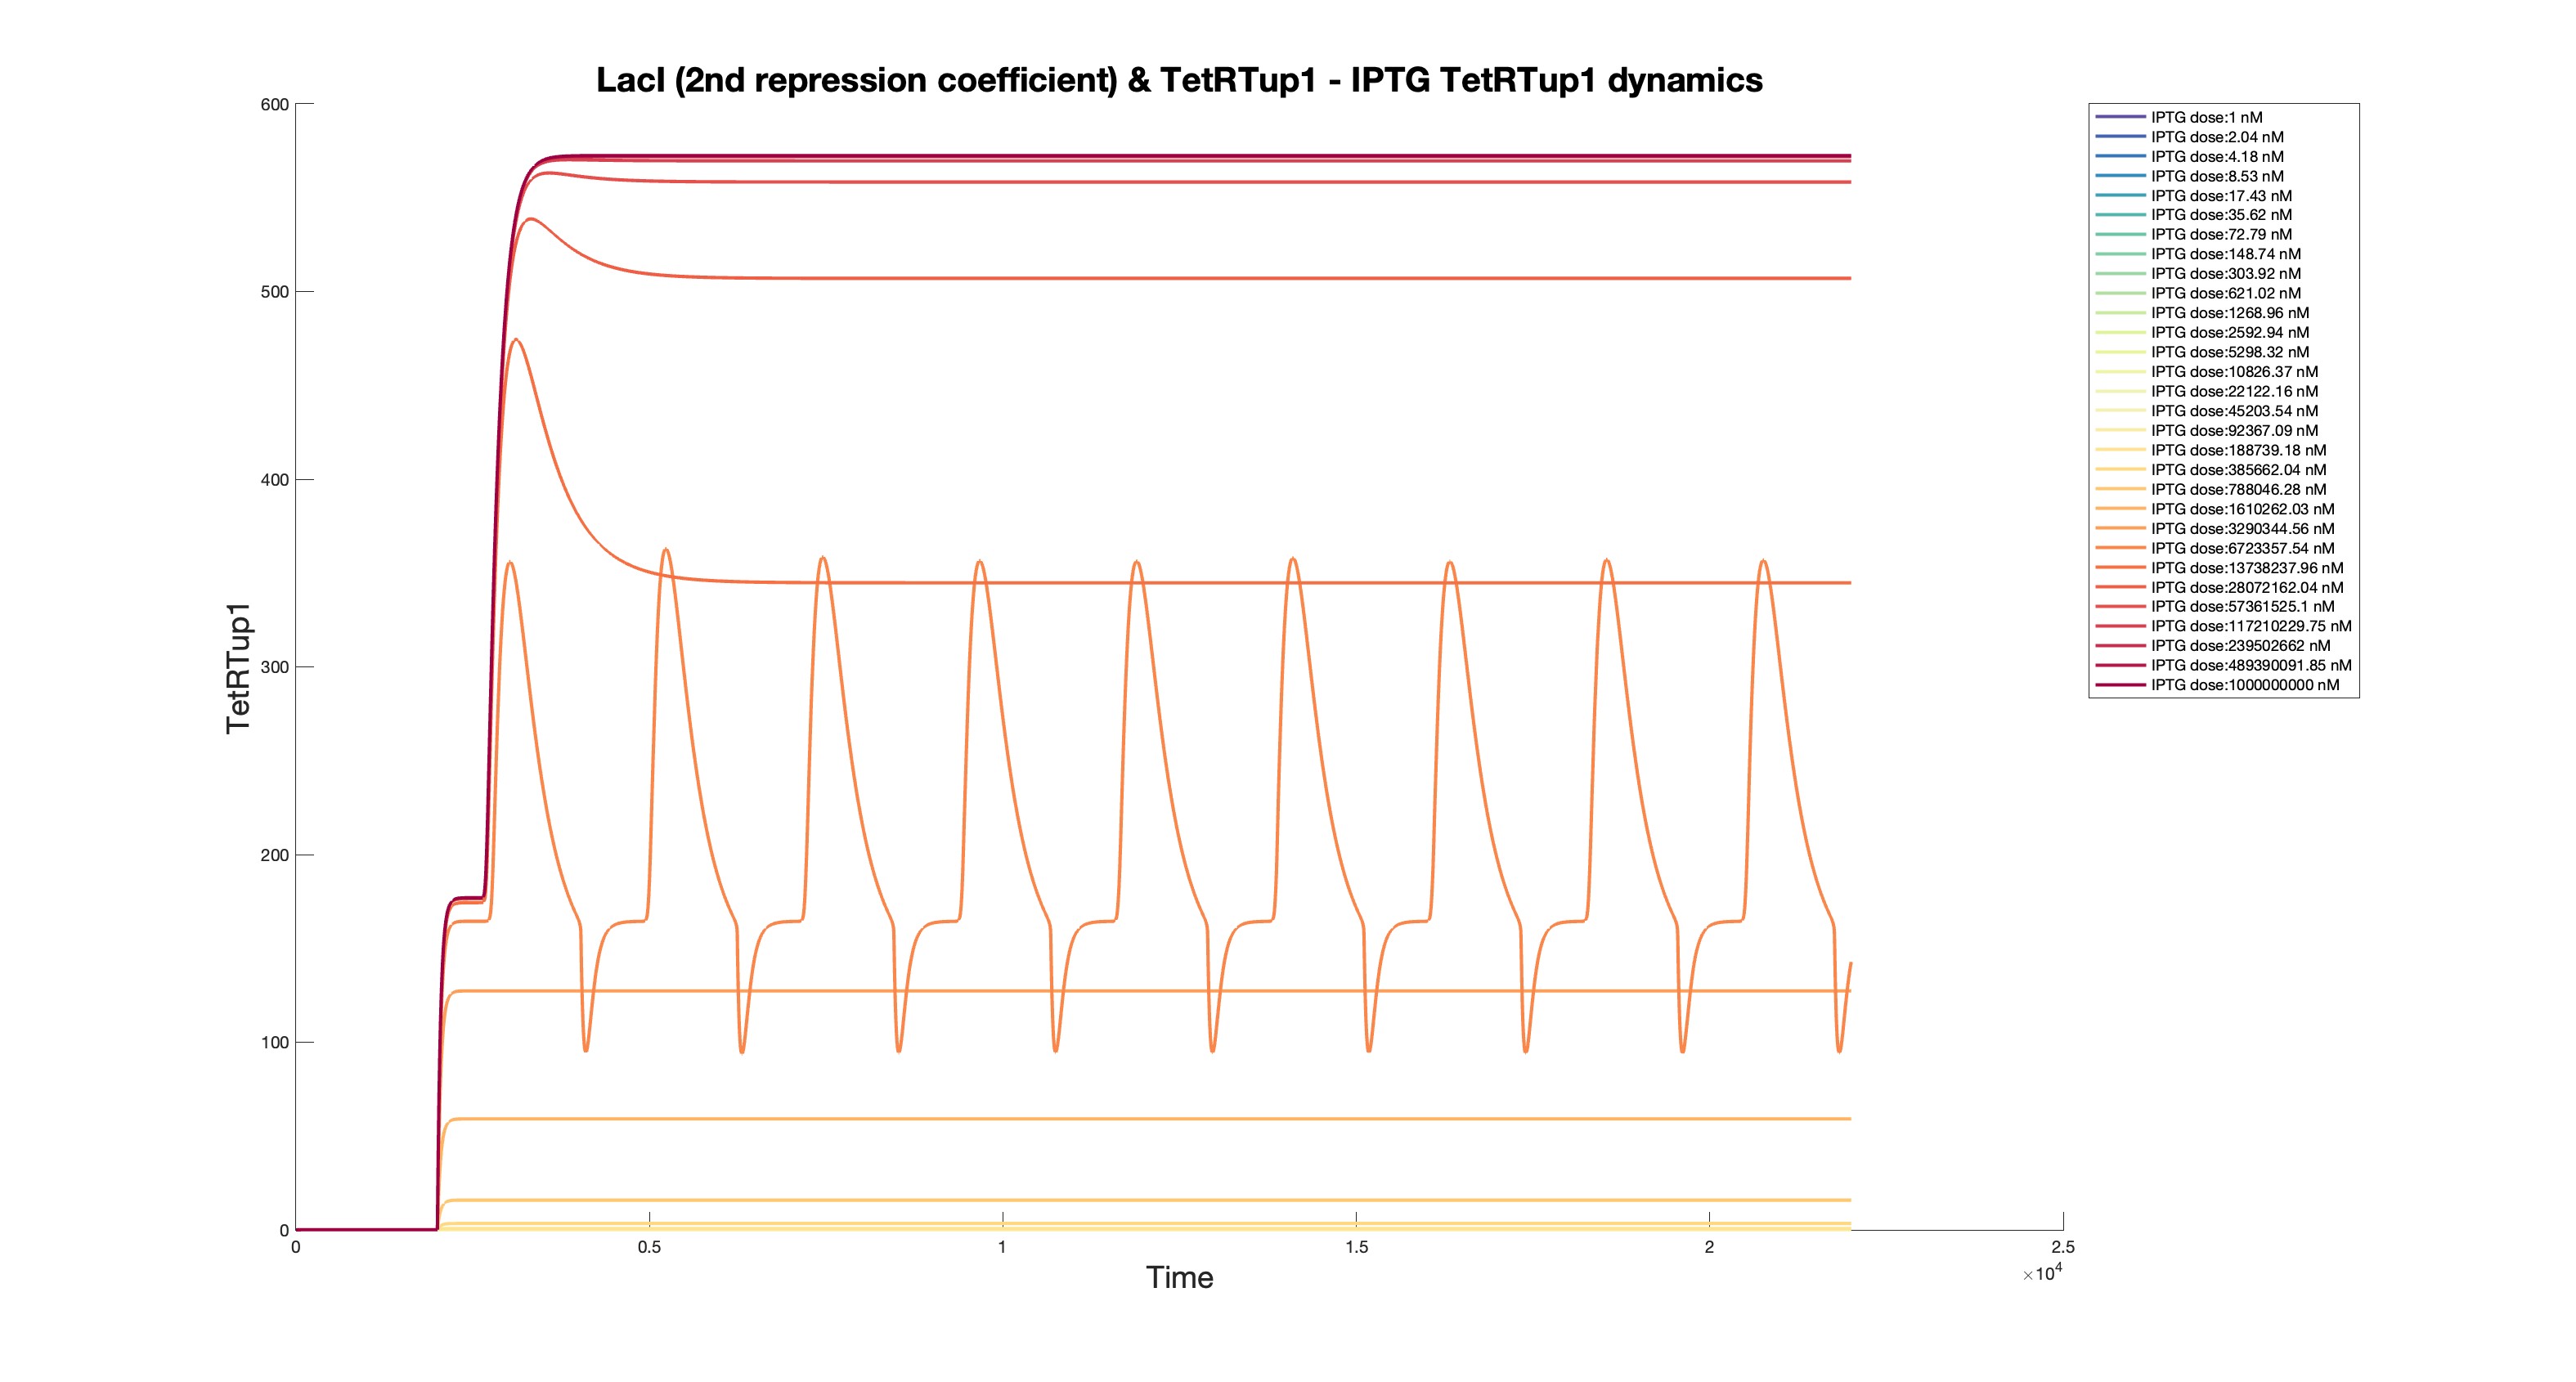 LacI (2nd repression coefficient) & TetRTup1 - IPTG TetRTup1 dynamics
600
500
400
300
200
100
0
TetRTup1
0
0.5
1
1.5
2
2.5
×10^4
Time
IPTG dose:1 nM
IPTG dose:2.04 nM
IPTG dose:4.18 nM
IPTG dose:8.53 nM
IPTG dose:17.43 nM
IPTG dose:35.62 nM
IPTG dose:72.79 nM
IPTG dose:148.74 nM
IPTG dose:303.92 nM
IPTG dose:621.02 nM
IPTG dose:1268.96 nM
IPTG dose:2592.94 nM
IPTG dose:5298.32 nM
IPTG dose:10826.37 nM
IPTG dose:22122.16 nM
IPTG dose:45203.54 nM
IPTG dose:92367.09 nM
IPTG dose:188739.18 nM
IPTG dose:385662.04 nM
IPTG dose:788046.28 nM
IPTG dose:1610262.03 nM
IPTG dose:3290344.56 nM
IPTG dose:6723357.54 nM
IPTG dose:13738237.96 nM
IPTG dose:28072162.04 nM
IPTG dose:57361525.1 nM
IPTG dose:117210229.75 nM
IPTG dose:239502662 nM
IPTG dose:489390091.85 nM
IPTG dose:1000000000 nM